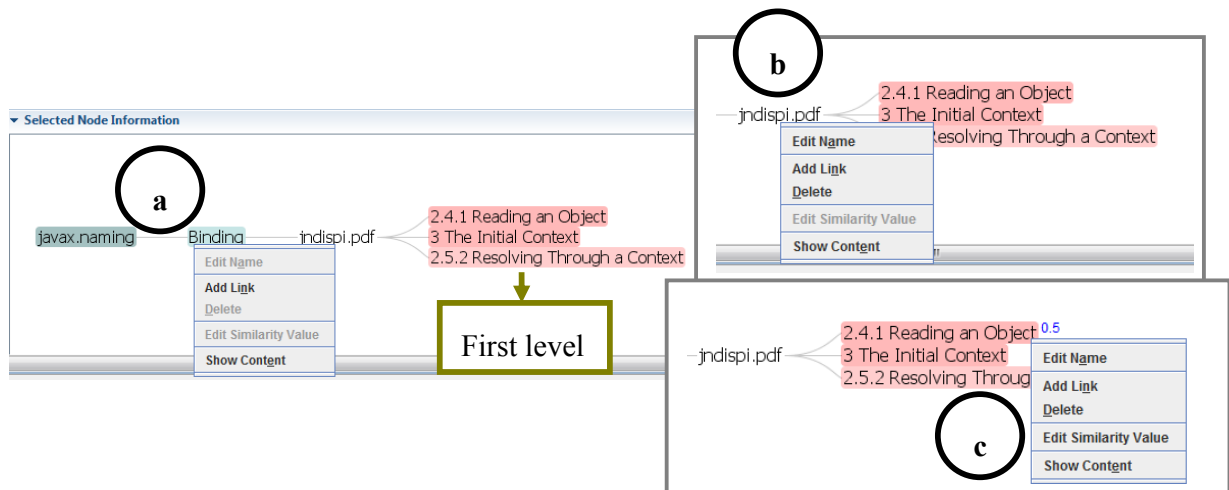 Selected Node Information
a
javax.naming Binding jndispi.pdf
2.4.1 Reading an Object
3 The Initial Context
2.5.2 Resolving Through a Context
Edit Name
Add Link
Delete
Edit Similarity Value
Show Content
First level
b
jndispi.pdf
2.4.1 Reading an Object
3 The Initial Context
Resolving Through a Context
Edit Name
Add Link
Delete
Edit Similarity Value
Show Content
jndispi.pdf
2.4.1 Reading an Object 0.5
3 The Initial Context
2.5.2 Resolving Throug
Edit Name
Add Link
Delete
Edit Similarity Value
Show Content
c